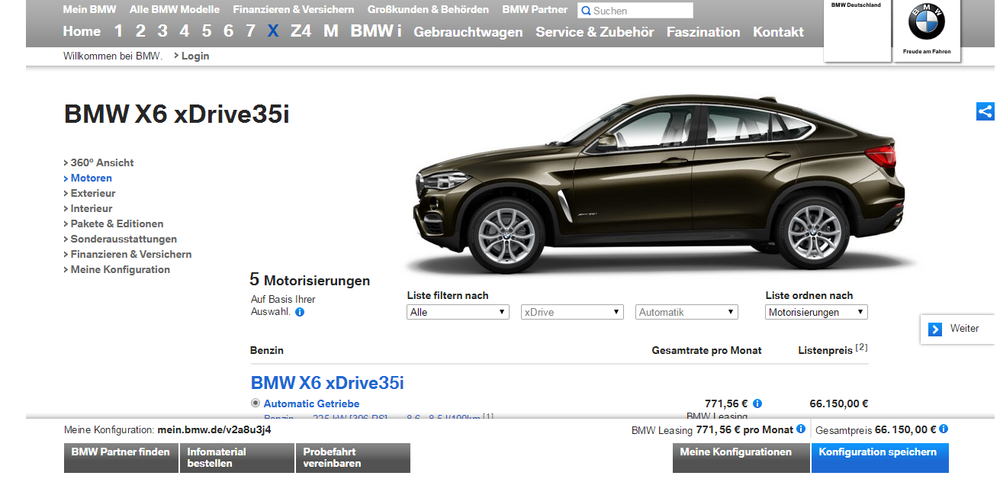 Mein BMW Alle BMW Modelle Finanzieren & Versichern Großkunden & Behörden BMW Partner Suchen
BMW Deutschland
Home 1 2 3 4 5 6 7 X Z4 M BMW i Gebrauchtwagen Service & Zubehör Faszination Kontakt
BMW
Freude am Fahren
Willkommen bei BMW. > Login
BMW X6 xDrive35i
> 360° Ansicht
> Motoren
> Exterieur
> Interieur
> Pakete & Editionen
> Sonderausstattungen
> Finanzieren & Versichern
> Meine Konfiguration
5 Motorisierungen
Auf Basis Ihrer
Auswahl. i
Liste filtern nach Liste ordnen nach
Alle xDrive Automatik Motorisierungen
Weiter
Benzin Gesamtrate pro Monat Listenpreis [2]
BMW X6 xDrive35i
Automatic Getriebe 771,56 € i 66.150,00 €
Benzin 225 kW [306 PS] 8,6 - 8,5 l/100km [1] BMW Leasing
Meine Konfiguration: mein.bmw.de/v2a8u3j4 BMW Leasing 771,56 € pro Monat i Gesamtpreis 66.150,00 € i
BMW Partner finden Infomaterial bestellen Probefahrt vereinbaren Meine Konfigurationen Konfiguration speichern